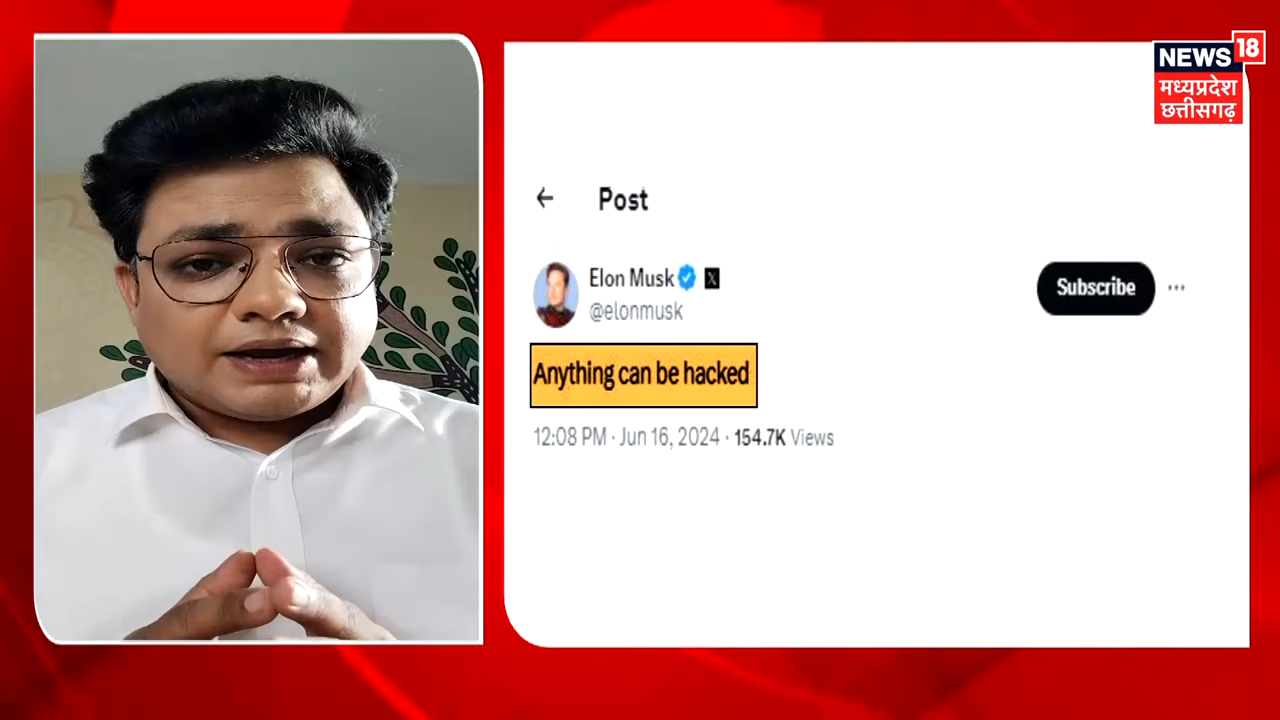 NEWS 18
मध्यप्रदेश
छत्तीसगढ़
← Post
Elon Musk X
@elonmusk
Subscribe ...
Anything can be hacked
12:08 PM · Jun 16, 2024 · 154.7K Views